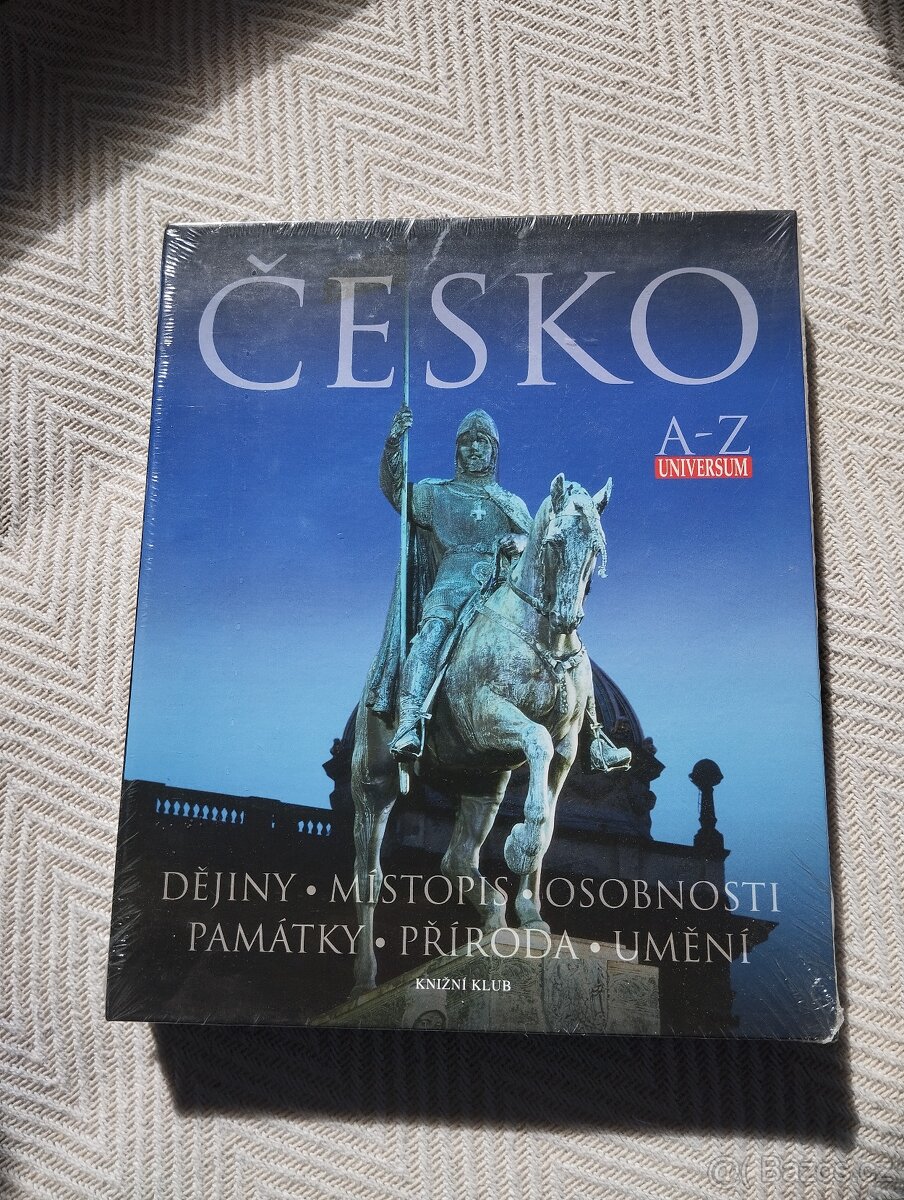 ČESKO
A-Z
UNIVERSUM
DĚJINY • MÍSTOPIS • OSOBNOSTI
PAMÁTKY • PŘÍRODA • UMĚNÍ
KNIŽNÍ KLUB
@ Bazos.cz